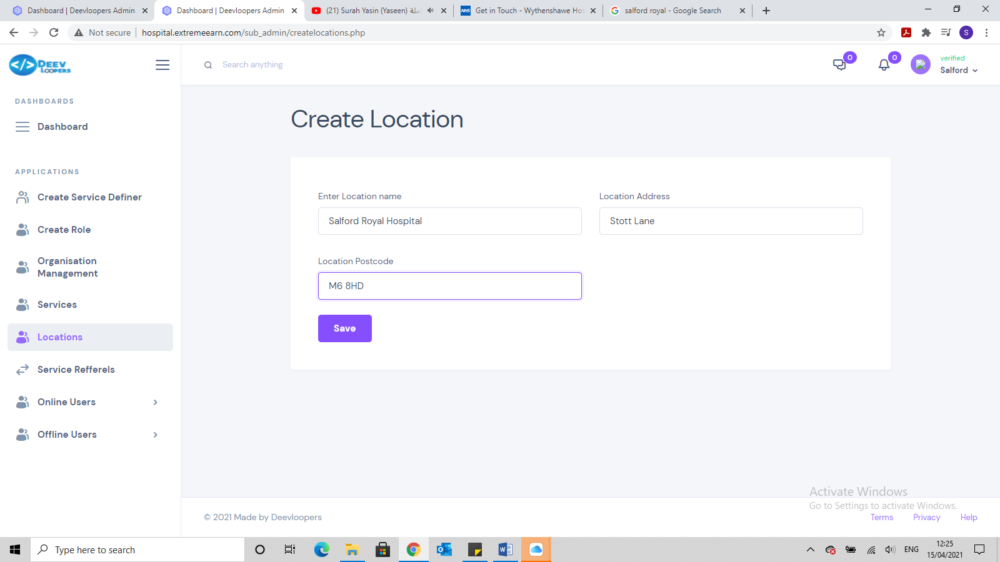 Dashboard | Deevloopers Admin
Dashboard | Deevloopers Admin
(21) Surah Yasin (Yaseen)
NHS
Get in Touch - Wythenshawe Hos
salford royal - Google Search
Not secure
hospital.extremeearn.com/sub_admin/createlocations.php
S
DEEV
LOOPERS
Search anything
0
0
verified
Salford
DASHBOARDS
Dashboard
APPLICATIONS
Create Service Definer
Create Role
Organisation
Management
Services
Locations
Service Refferels
Online Users
Offline Users
Create Location
Enter Location name
Location Address
Salford Royal Hospital
Stott Lane
Location Postcode
M6 8HD
Save
Activate Windows
Go to Settings to activate Windows.
© 2021 Made by Deevloopers
Terms
Privacy
Help
Type here to search
ENG
12:25
15/04/2021